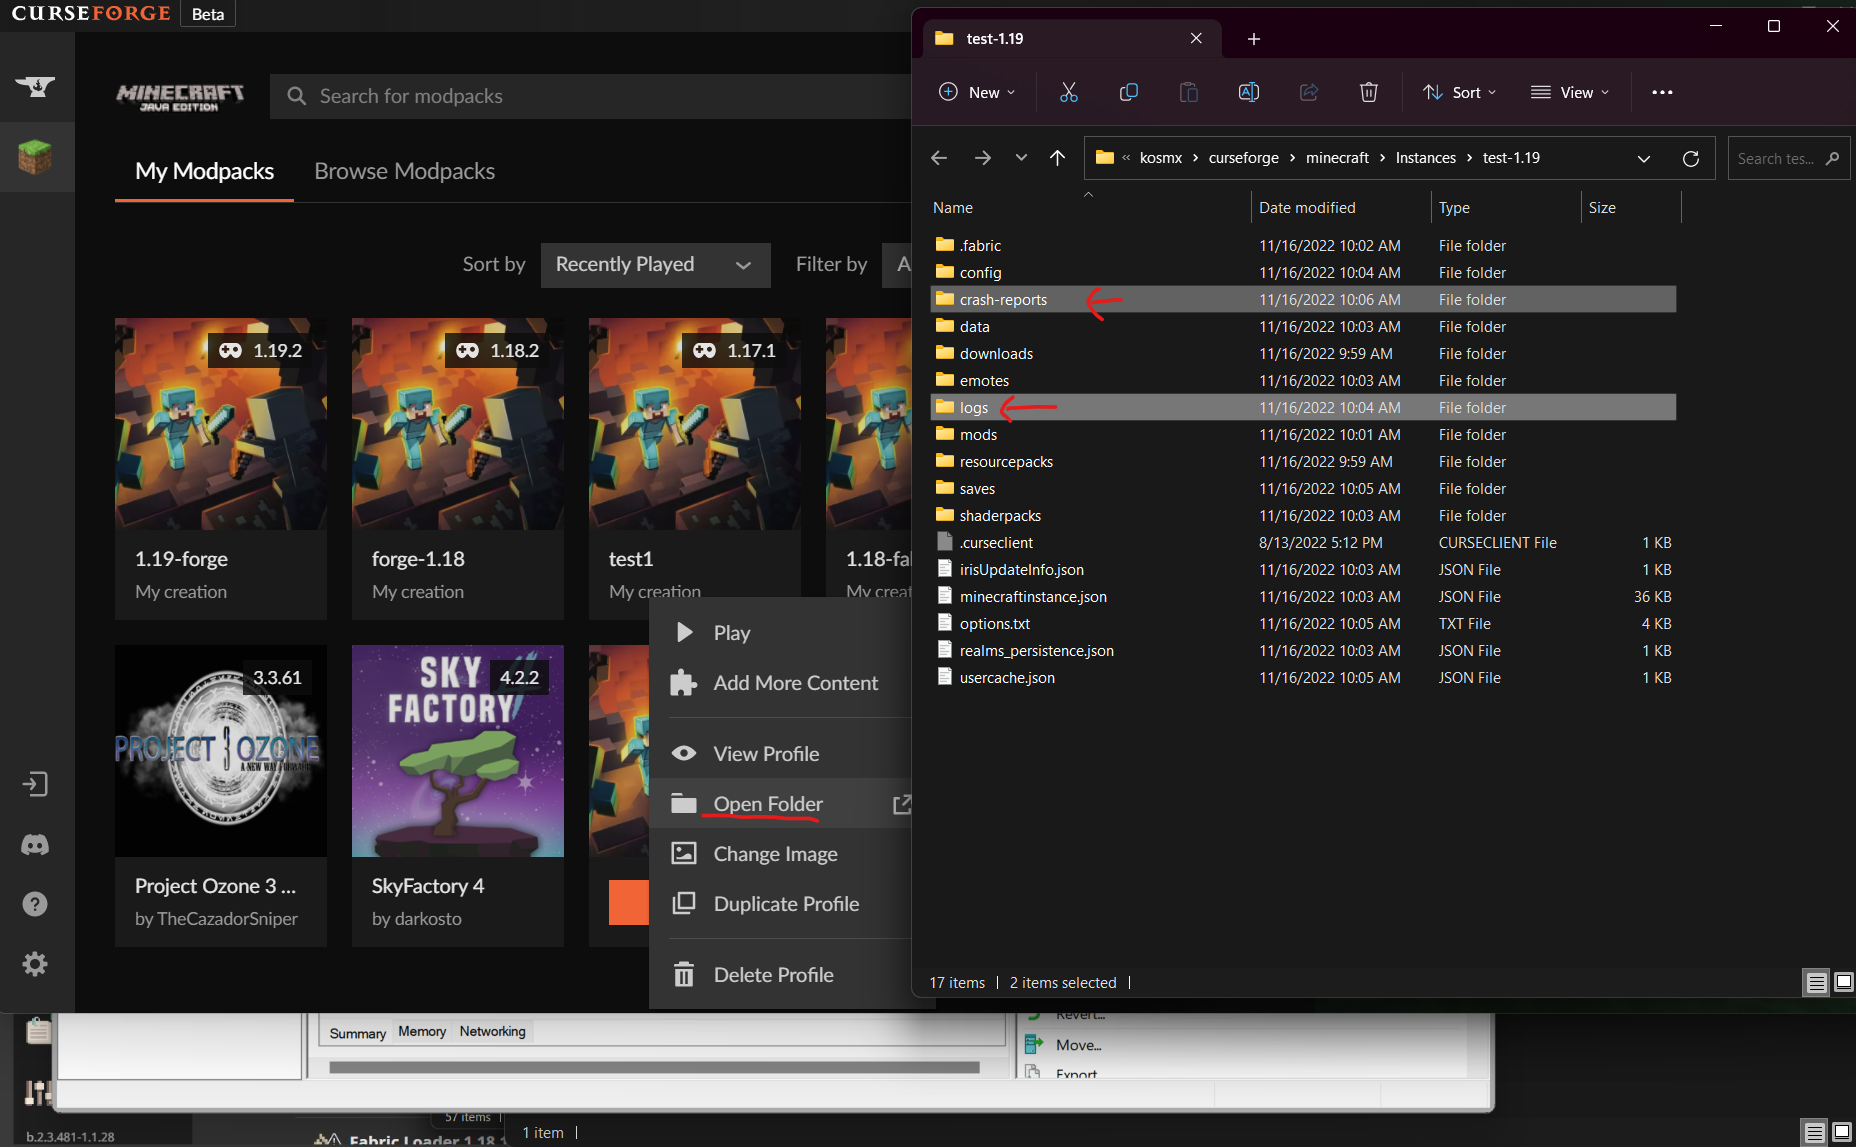 CURSEFORGE
Beta
MINECRAFT
JAVA EDITION
Search for modpacks
My Modpacks
Browse Modpacks
Sort by
Recently Played
Filter by
A
1.19.2
1.18.2
1.17.1
1.19-forge
My creation
forge-1.18
My creation
test1
My creation
1.18-fal
My creat
3.3.61
PROJECT 3 OZONE
A NEW WAY FORWARD
Project Ozone 3 ...
by TheCazadorSniper
SKY
FACTORY
4.2.2
SkyFactory 4
by darkosto
Play
Add More Content
View Profile
Open Folder
Change Image
Duplicate Profile
Delete Profile
test-1.19
New
Sort
View
« kosmx > curseforge > minecraft > Instances > test-1.19
Search tes...
Name Date modified Type Size
.fabric 11/16/2022 10:02 AM File folder
config 11/16/2022 10:04 AM File folder
crash-reports 11/16/2022 10:06 AM File folder
data 11/16/2022 10:03 AM File folder
downloads 11/16/2022 9:59 AM File folder
emotes 11/16/2022 10:03 AM File folder
logs 11/16/2022 10:04 AM File folder
mods 11/16/2022 10:01 AM File folder
resourcepacks 11/16/2022 9:59 AM File folder
saves 11/16/2022 10:05 AM File folder
shaderpacks 11/16/2022 10:03 AM File folder
.curseclient 8/13/2022 5:12 PM CURSECLIENT File 1 KB
irisUpdateInfo.json 11/16/2022 10:03 AM JSON File 1 KB
minecraftinstance.json 11/16/2022 10:03 AM JSON File 36 KB
options.txt 11/16/2022 10:05 AM TXT File 4 KB
realms_persistence.json 11/16/2022 10:03 AM JSON File 1 KB
usercache.json 11/16/2022 10:05 AM JSON File 1 KB
17 items | 2 items selected |
Summary Memory Networking
Revert...
Move...
Export
57 items
b.2.3.481-1.1.28
Fabric Loader 1.18.
1 item